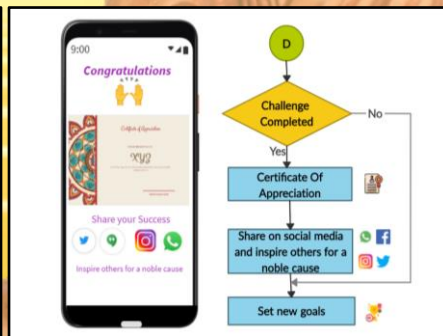 9:00
Congratulations
Certificate of Appreciation
XYZ
Share your Success
Inspire others for a noble cause
D
Challenge
Completed
No
Yes
Certificate Of
Appreciation
Share on social media
and inspire others for a
noble cause
Set new goals